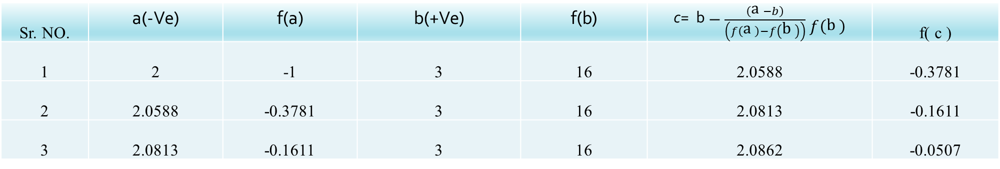 Sr. NO. a(-Ve) f(a) b(+Ve) f(b) c= b − (a −b)/(f(a)−f(b)) f(b) f( c )
1 2 -1 3 16 2.0588 -0.3781
2 2.0588 -0.3781 3 16 2.0813 -0.1611
3 2.0813 -0.1611 3 16 2.0862 -0.0507